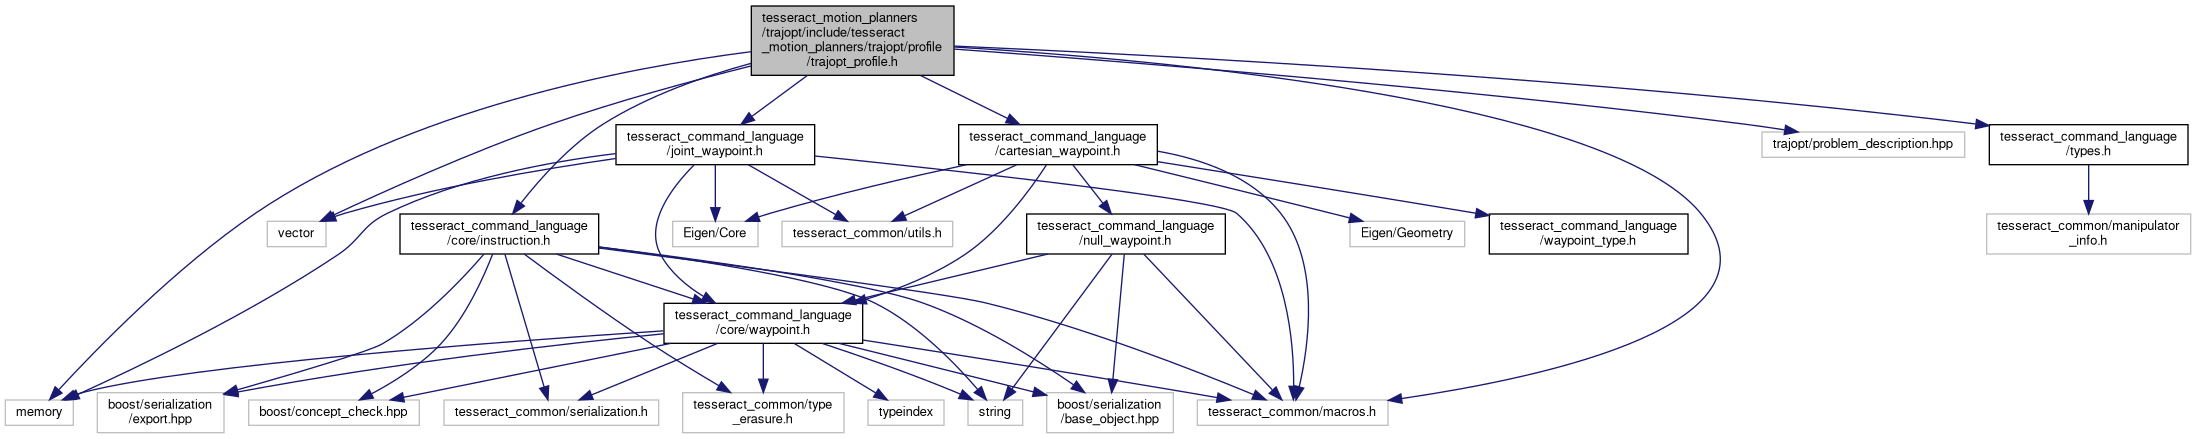 tesseract_motion_planners
/trajopt/include/tesseract
_motion_planners/trajopt/profile
/trajopt_profile.h
tesseract_command_language
/joint_waypoint.h
tesseract_command_language
/cartesian_waypoint.h
trajopt/problem_description.hpp
tesseract_command_language
/types.h
vector
tesseract_command_language
/core/instruction.h
Eigen/Core
tesseract_common/utils.h
tesseract_command_language
/null_waypoint.h
Eigen/Geometry
tesseract_command_language
/waypoint_type.h
tesseract_common/manipulator
_info.h
tesseract_command_language
/core/waypoint.h
memory
boost/serialization
/export.hpp
boost/concept_check.hpp
tesseract_common/serialization.h
tesseract_common/type
_erasure.h
typeindex
string
boost/serialization
/base_object.hpp
tesseract_common/macros.h